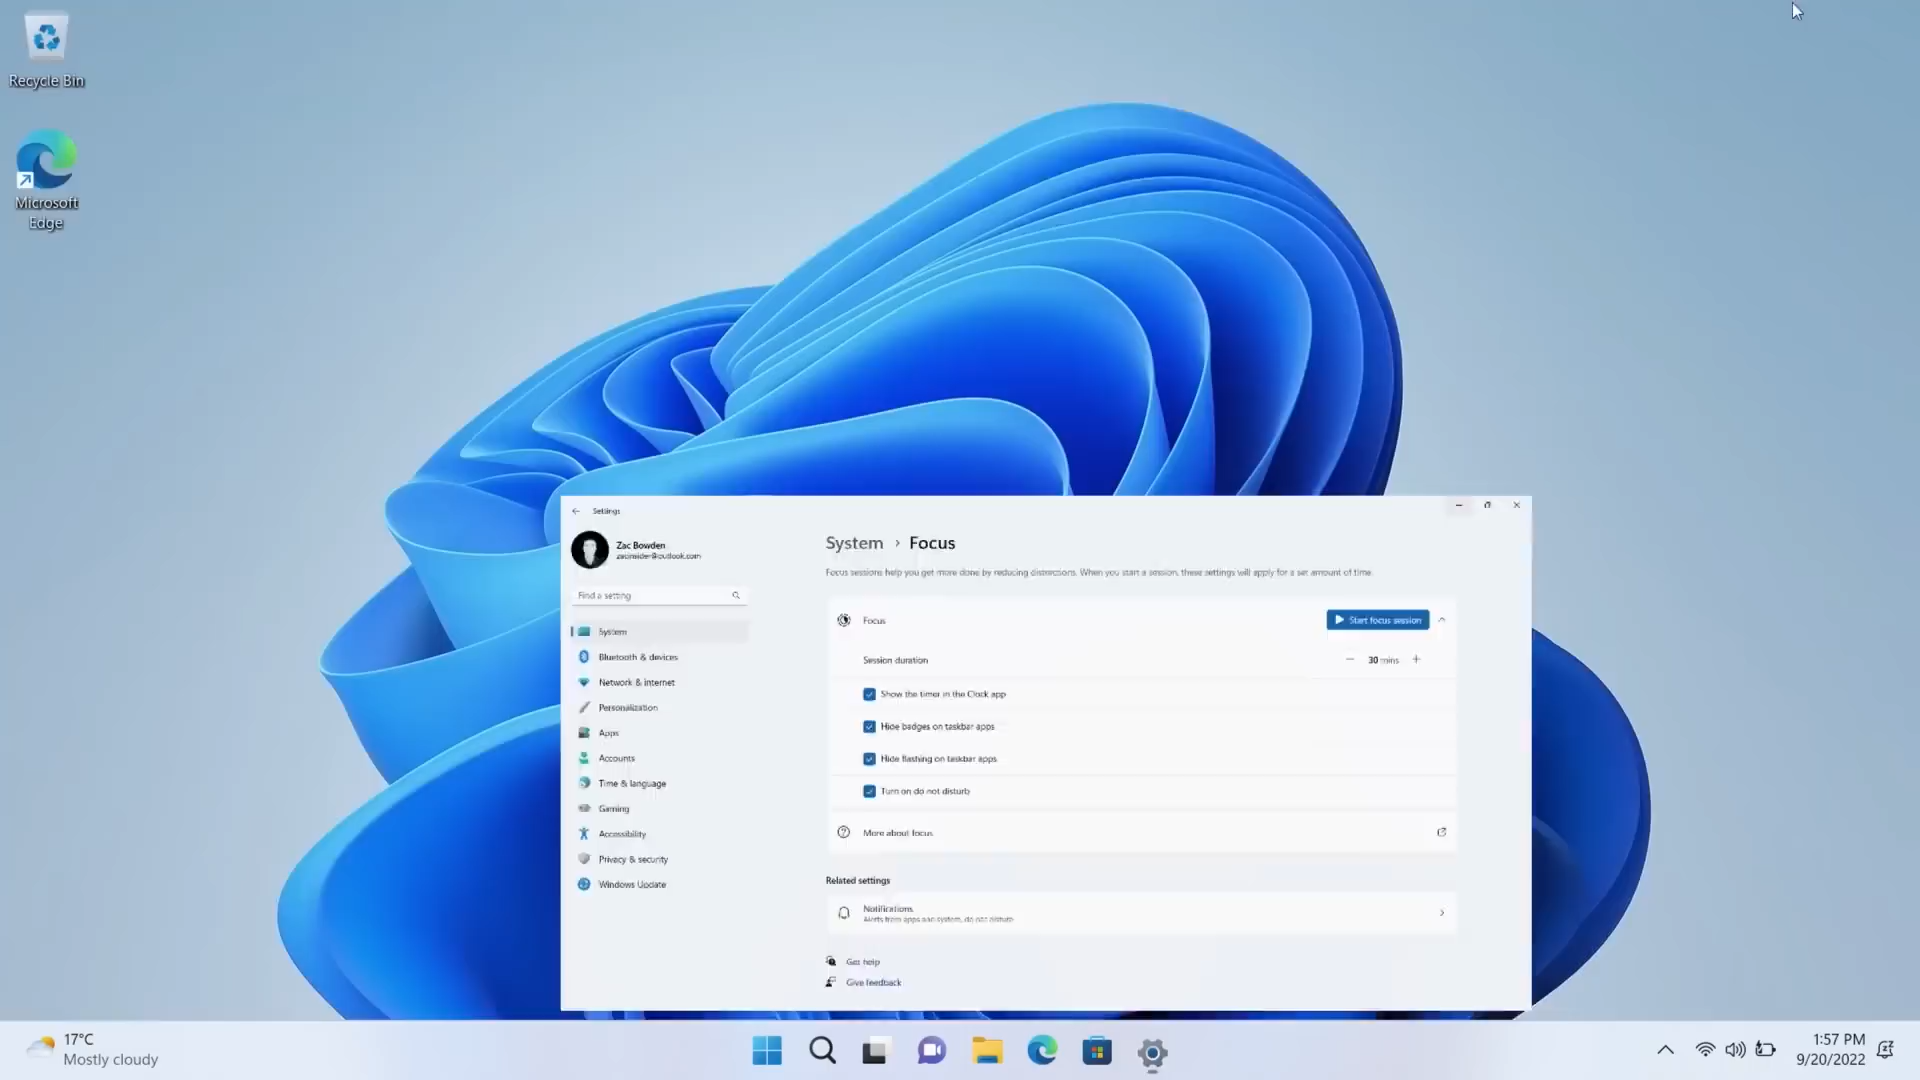 Recycle Bin
Microsoft
Edge
Settings
Zac Bowden
zacinsider@outlook.com
Find a setting
System
Bluetooth & devices
Network & internet
Personalization
Apps
Accounts
Time & language
Gaming
Accessibility
Privacy & security
Windows Update
System › Focus
Focus sessions help you get more done by reducing distractions. When you start a session, these settings will apply for a set amount of time.
Focus
Start focus session
Session duration
30 mins
Show the timer in the Clock app
Hide badges on taskbar apps
Hide flashing on taskbar apps
Turn on do not disturb
More about focus
Related settings
Notifications
Alerts from apps and system, do not disturb
Get help
Give feedback
17°C
Mostly cloudy
1:57 PM
9/20/2022